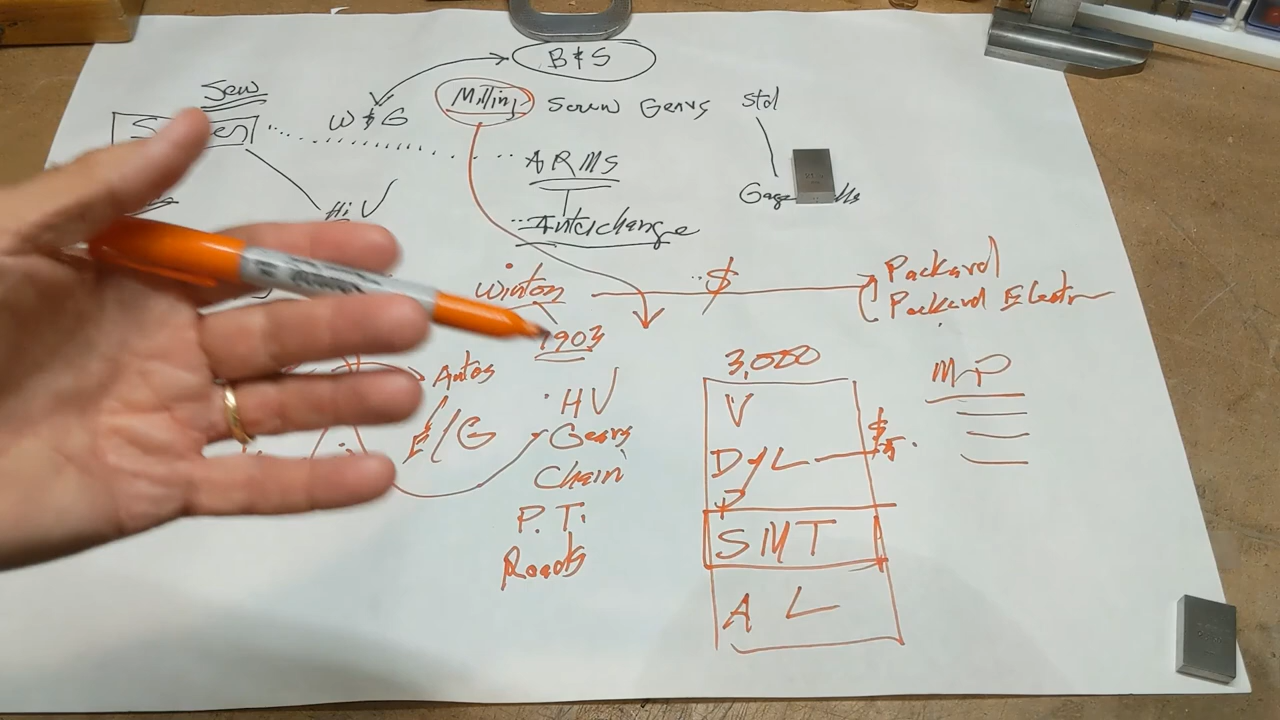 B&S
Sew
W&G
Milling
Screw Gears
Std
ARMS
Hi V
Interchange
Gage
Winton
$
Packard
Packard Electr
1903
3,000
M-P
Autos
E/G
HV
Gears
Chain
P.T.
Roads
V
D L
P
$
SMT
A L